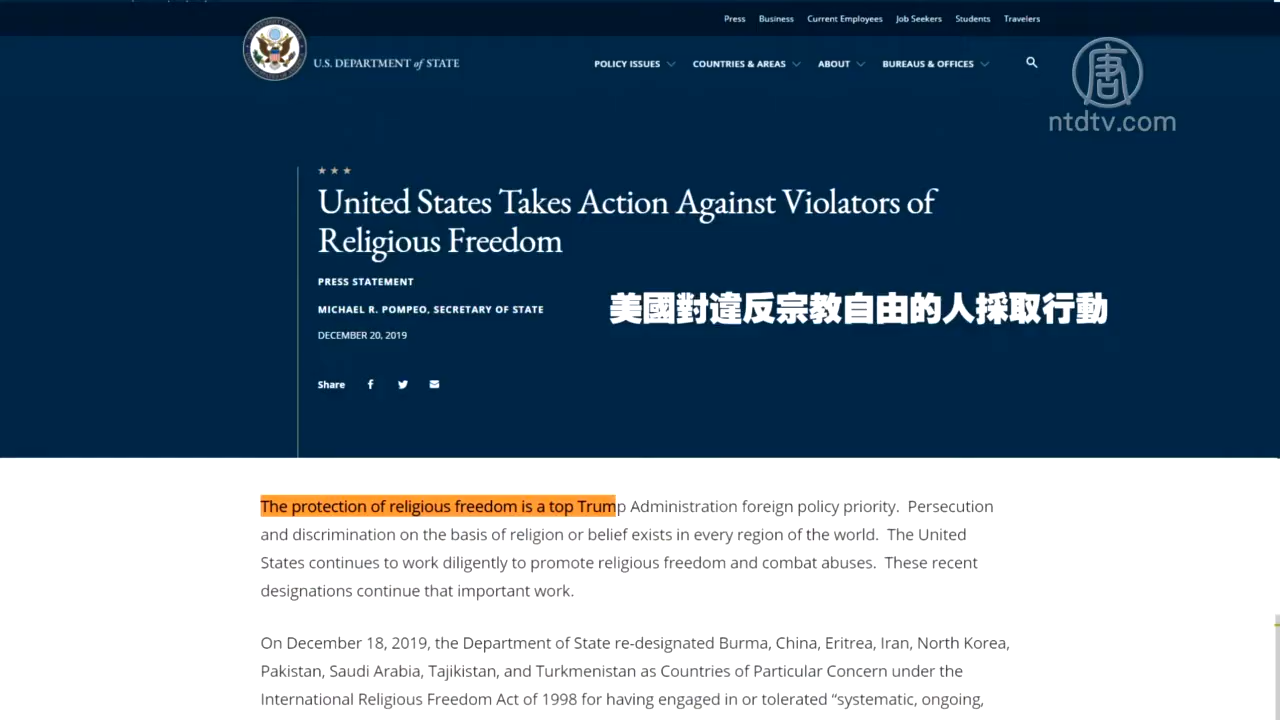 Press Business Current Employees Job Seekers Students Travelers
U.S. DEPARTMENT of STATE
POLICY ISSUES COUNTRIES & AREAS ABOUT BUREAUS & OFFICES
唐
ntdtv.com
United States Takes Action Against Violators of
Religious Freedom
PRESS STATEMENT
MICHAEL R. POMPEO, SECRETARY OF STATE
美國對違反宗教自由的人採取行動
DECEMBER 20, 2019
Share
The protection of religious freedom is a top Trump Administration foreign policy priority.  Persecution
and discrimination on the basis of religion or belief exists in every region of the world.  The United
States continues to work diligently to promote religious freedom and combat abuses.  These recent
designations continue that important work.
On December 18, 2019, the Department of State re-designated Burma, China, Eritrea, Iran, North Korea,
Pakistan, Saudi Arabia, Tajikistan, and Turkmenistan as Countries of Particular Concern under the
International Religious Freedom Act of 1998 for having engaged in or tolerated “systematic, ongoing,